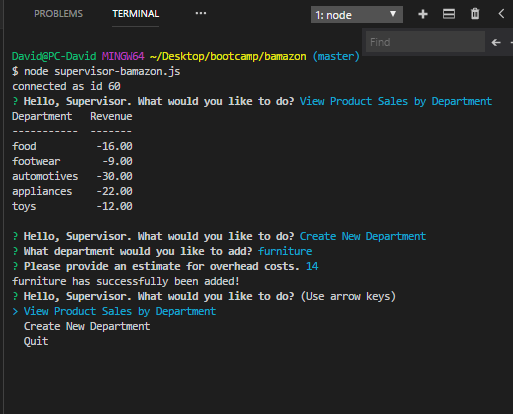 PROBLEMS TERMINAL ··· 1: node
Find
David@PC-David MINGW64 ~/Desktop/bootcamp/bamazon (master)
$ node supervisor-bamazon.js
connected as id 60
? Hello, Supervisor. What would you like to do? View Product Sales by Department
Department  Revenue
-----------  -------
food          -16.00
footwear       -9.00
automotives   -30.00
appliances    -22.00
toys          -12.00
? Hello, Supervisor. What would you like to do? Create New Department
? What department would you like to add? furniture
? Please provide an estimate for overhead costs. 14
furniture has successfully been added!
? Hello, Supervisor. What would you like to do? (Use arrow keys)
> View Product Sales by Department
  Create New Department
  Quit